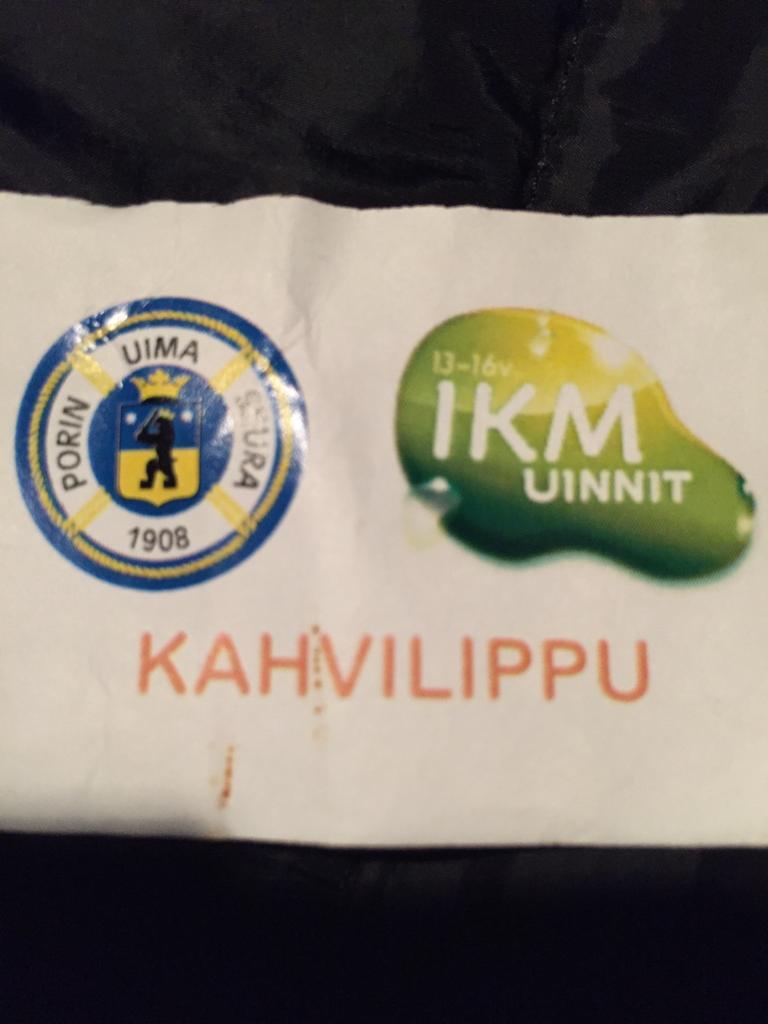 PORIN UIMA SEURA
1908
13-16v.
IKM
UINNIT
KAHVILIPPU